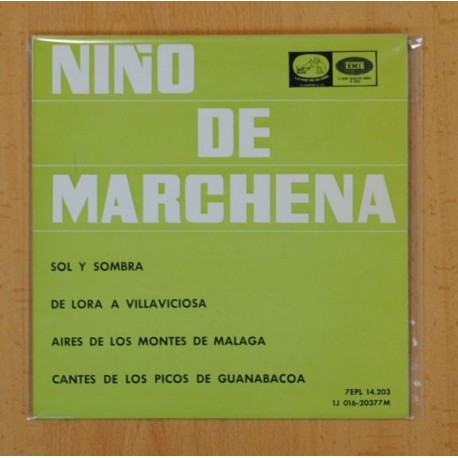 NIÑO
DE
MARCHENA
EMI
SOL Y SOMBRA
DE LORA A VILLAVICIOSA
AIRES DE LOS MONTES DE MALAGA
CANTES DE LOS PICOS DE GUANABACOA
7EPL 14.203
1J 016-20377M